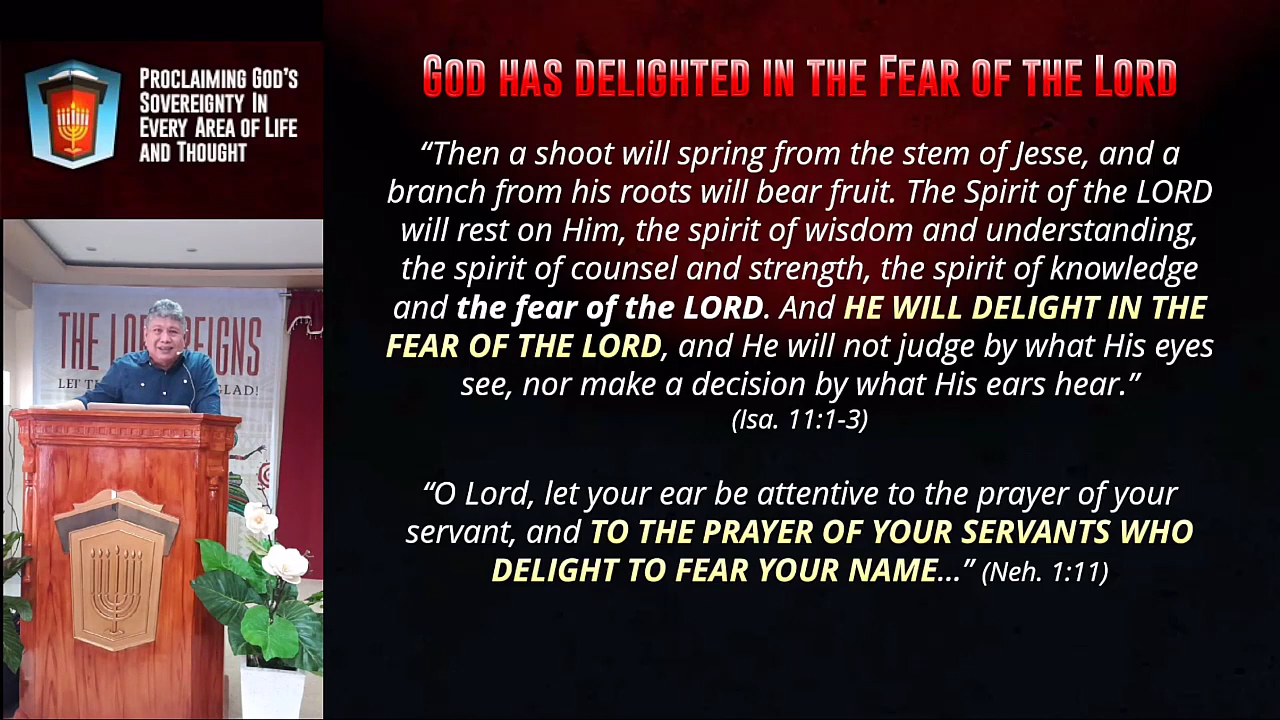 PROCLAIMING GOD'S
SOVEREIGNTY IN
EVERY AREA OF LIFE
AND THOUGHT
THE LOR EIGNS
LET T GLAD!
GOD HAS DELIGHTED IN THE FEAR OF THE LORD
“Then a shoot will spring from the stem of Jesse, and a
branch from his roots will bear fruit. The Spirit of the LORD
will rest on Him, the spirit of wisdom and understanding,
the spirit of counsel and strength, the spirit of knowledge
and the fear of the LORD. And HE WILL DELIGHT IN THE
FEAR OF THE LORD, and He will not judge by what His eyes
see, nor make a decision by what His ears hear.”
(Isa. 11:1-3)
“O Lord, let your ear be attentive to the prayer of your
servant, and TO THE PRAYER OF YOUR SERVANTS WHO
DELIGHT TO FEAR YOUR NAME...” (Neh. 1:11)